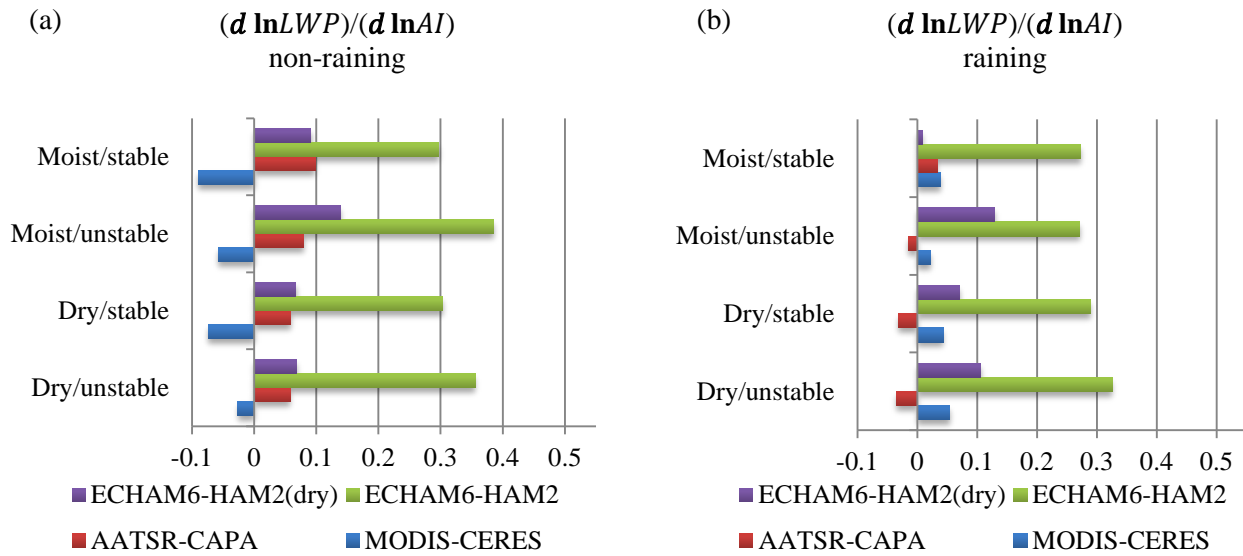 (a)
(d lnLWP)/(d lnAI)
non-raining
Moist/stable
Moist/unstable
Dry/stable
Dry/unstable
-0.1 0 0.1 0.2 0.3 0.4 0.5
ECHAM6-HAM2(dry) ECHAM6-HAM2
AATSR-CAPA MODIS-CERES
(b)
(d lnLWP)/(d lnAI)
raining
Moist/stable
Moist/unstable
Dry/stable
Dry/unstable
-0.1 0 0.1 0.2 0.3 0.4 0.5
ECHAM6-HAM2(dry) ECHAM6-HAM2
AATSR-CAPA MODIS-CERES